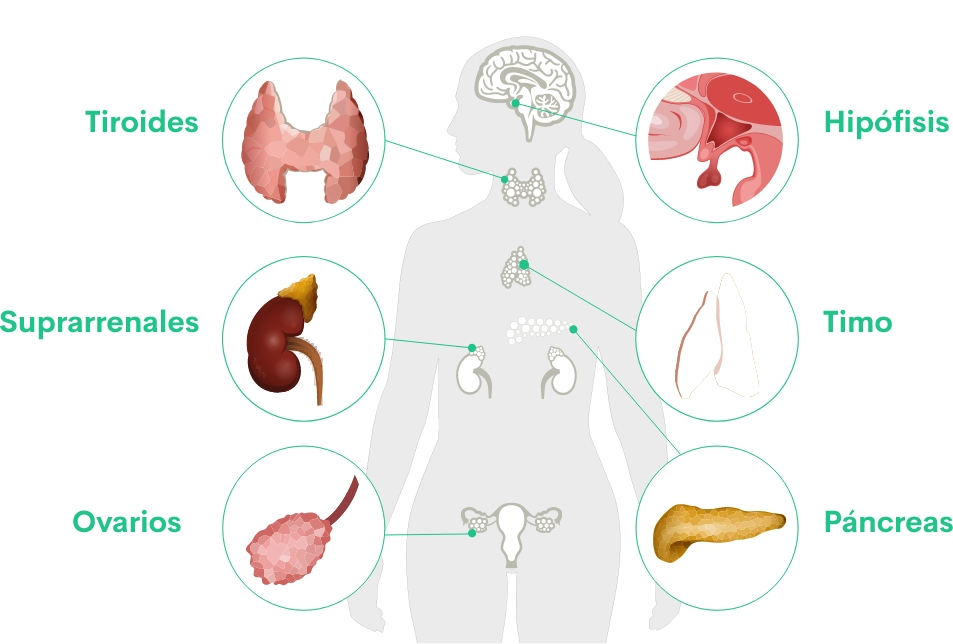 Tiroides
Hipófisis
Suprarrenales
Timo
Ovarios
Páncreas